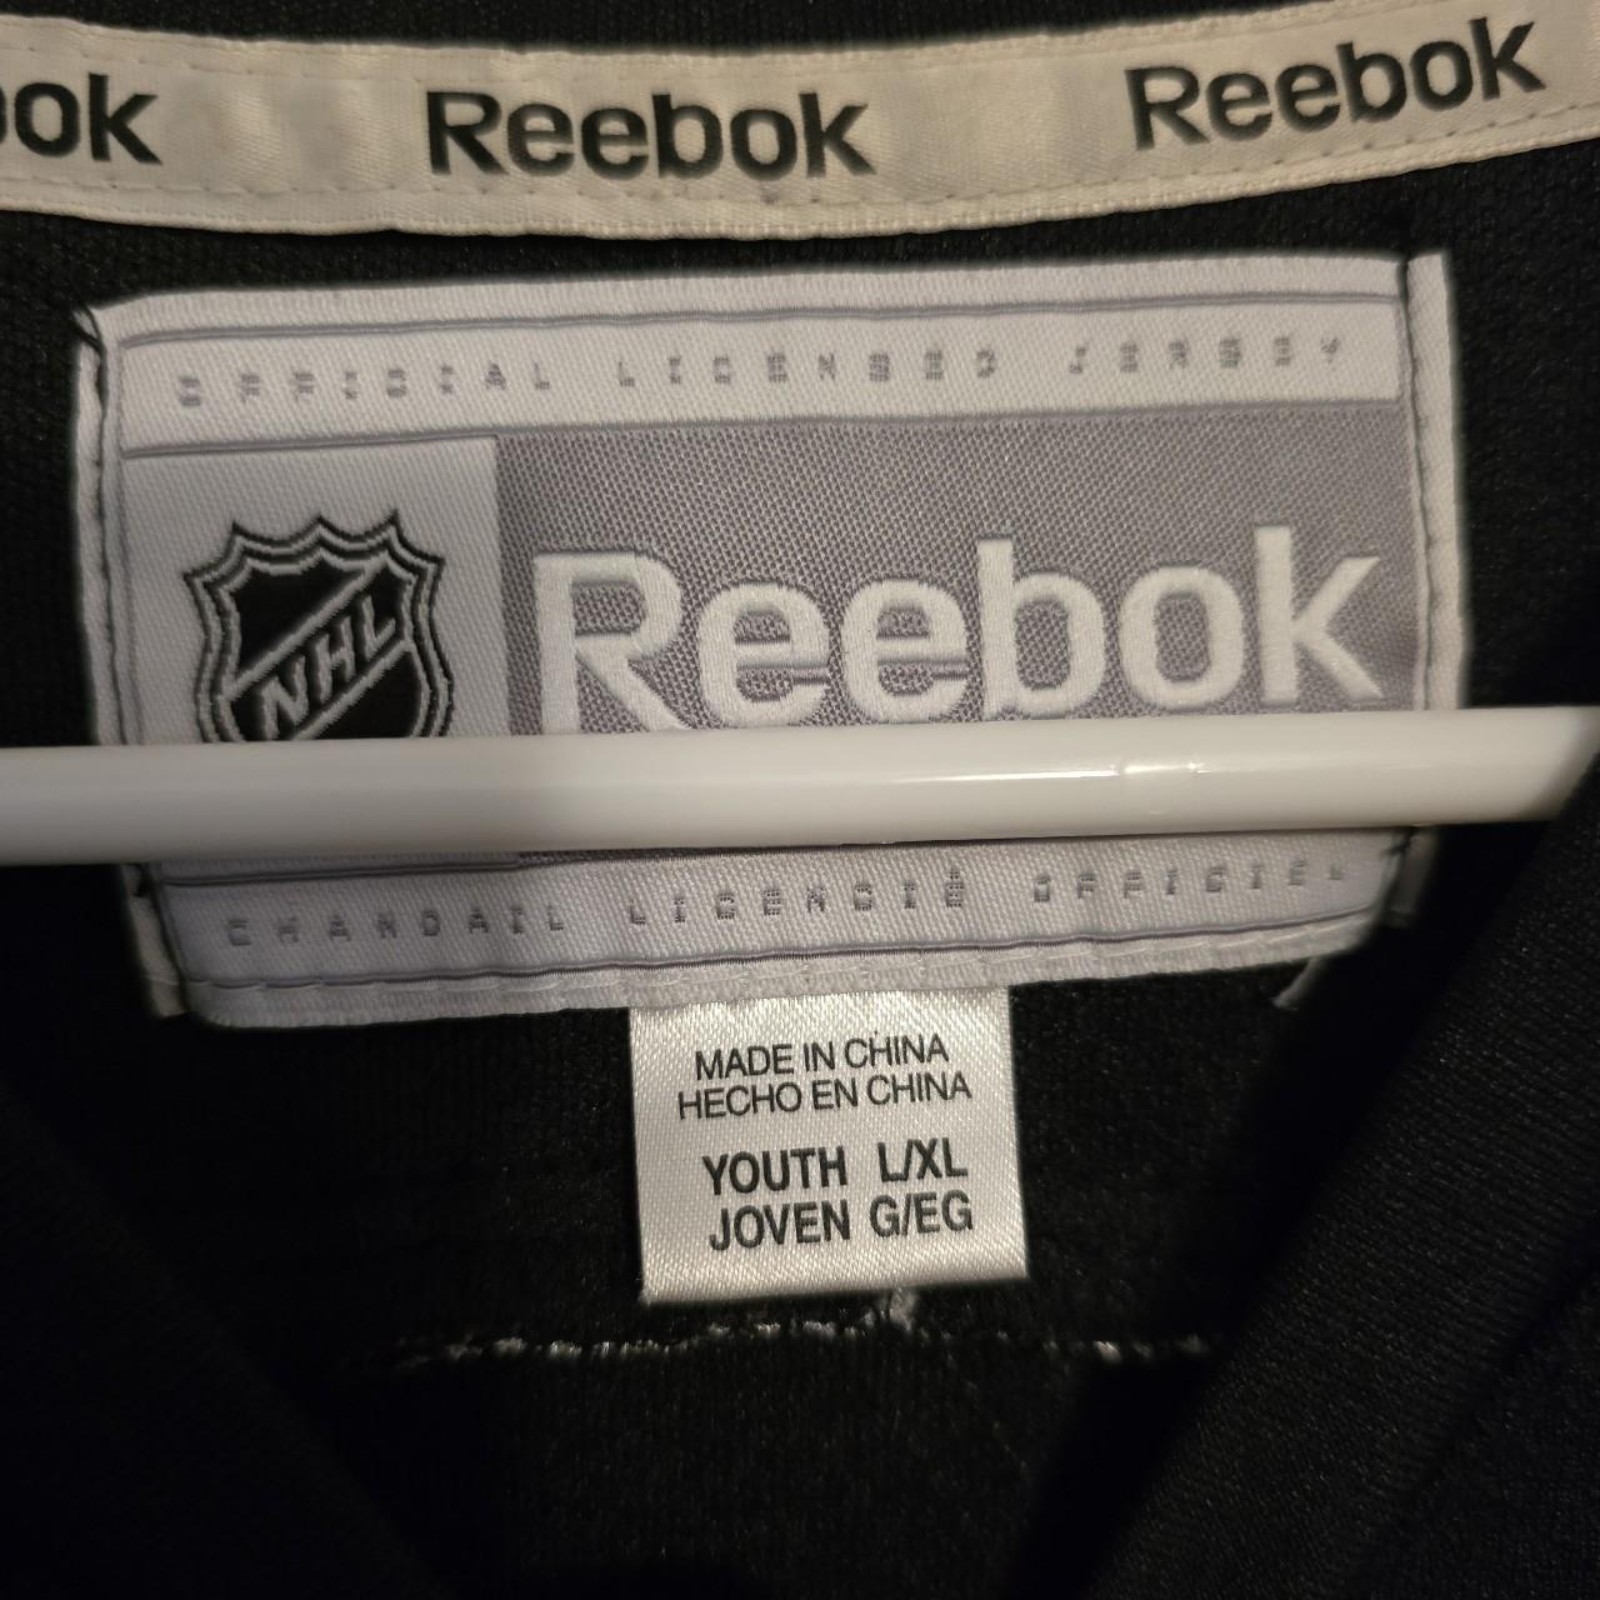 ok Reebok Reebok
OFFICIAL LICENSED JERSEY
NHL Reebok
CHANDAIL LICENCIÉ OFFICIEL
MADE IN CHINA
HECHO EN CHINA
YOUTH L/XL
JOVEN G/EG